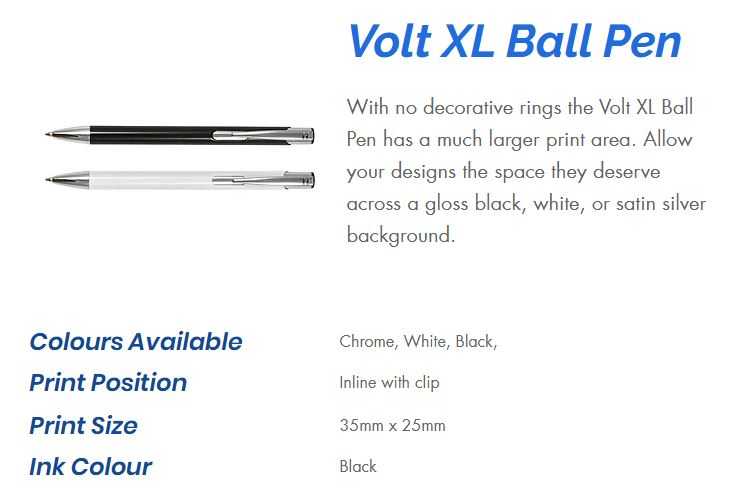 Volt XL Ball Pen
With no decorative rings the Volt XL Ball
Pen has a much larger print area. Allow
your designs the space they deserve
across a gloss black, white, or satin silver
background.
Colours Available Chrome, White, Black,
Print Position Inline with clip
Print Size 35mm x 25mm
Ink Colour Black